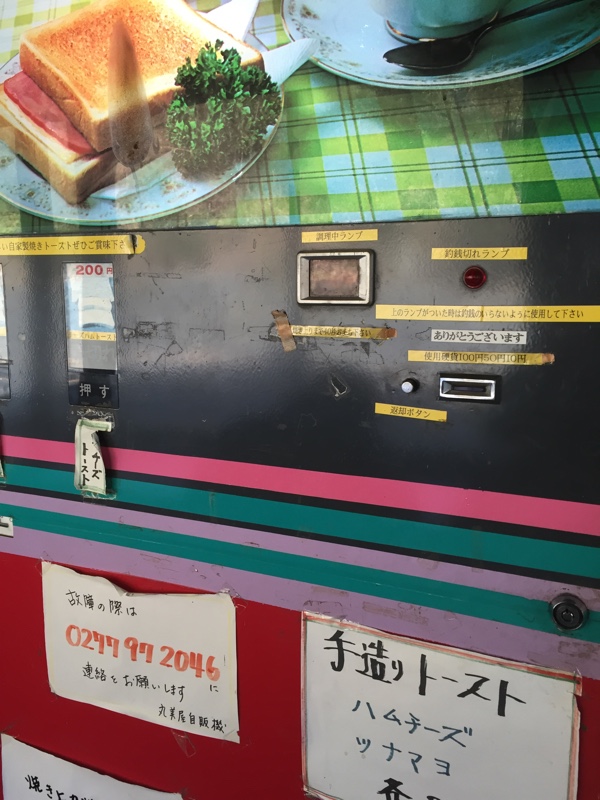 い自家製焼きトーストぜひご賞味下さ
調理中ランプ
釣銭切れランプ
200円
上のランプがついた時は釣銭のいらないように使用して下さい
ありがとうございます
使用硬貨100円50円10円
押す
返却ボタン
チーズ
トースト
故障の際は
0277 97 2046
に
連絡をお願いします
丸美屋自販機
手造りトースト
ハムチーズ
ツナマヨ